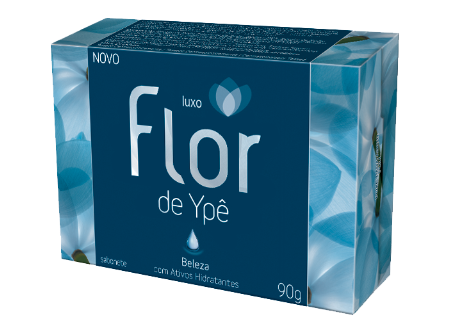 NOVO
luxo
Flor
de Ypê
Beleza
sabonete
com Ativos Hidratantes
90g